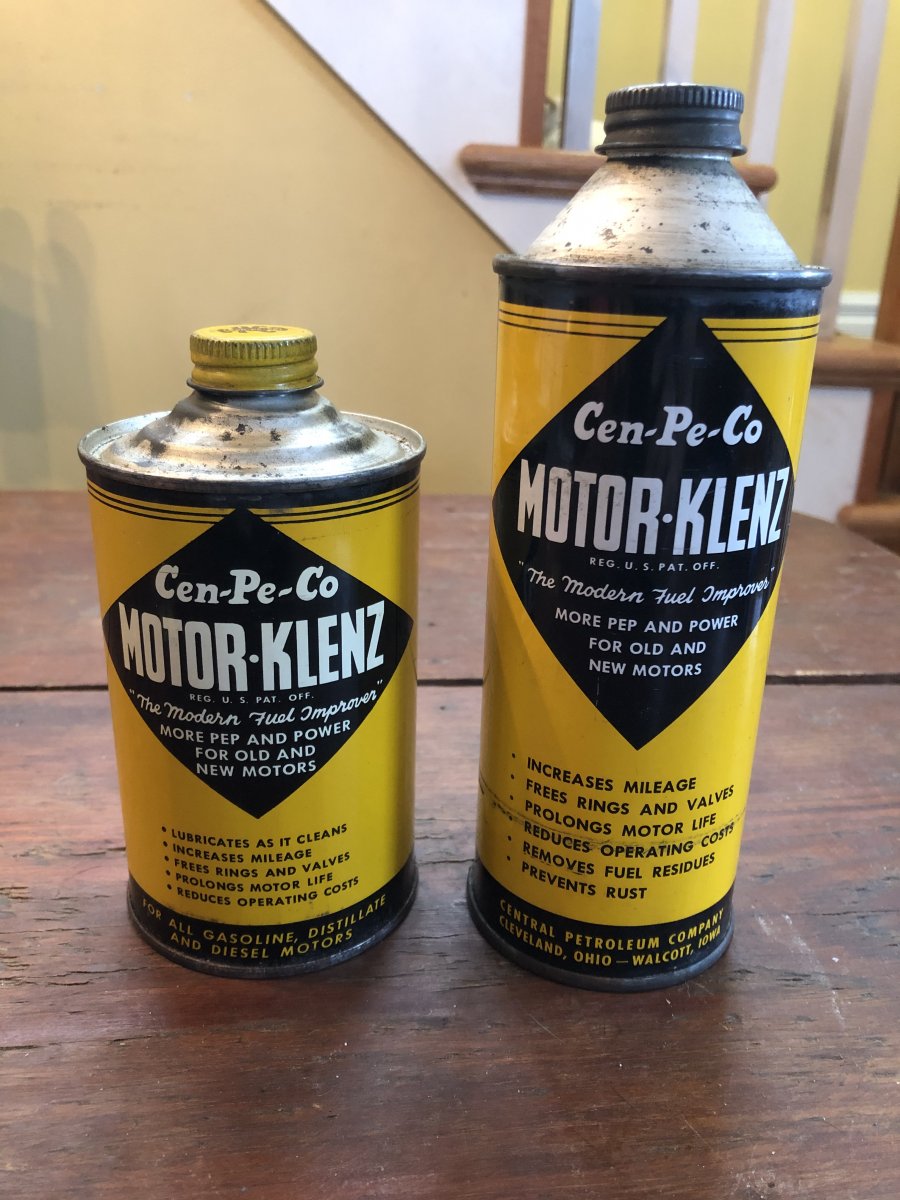 Cen-Pe-Co
MOTOR·KLENZ
REG. U. S. PAT. OFF.
"The Modern Fuel Improver"
MORE PEP AND POWER
FOR OLD AND
NEW MOTORS
• LUBRICATES AS IT CLEANS
• INCREASES MILEAGE
• FREES RINGS AND VALVES
• PROLONGS MOTOR LIFE
• REDUCES OPERATING COSTS
FOR ALL GASOLINE, DISTILLATE
AND DIESEL MOTORS
Cen-Pe-Co
MOTOR·KLENZ
REG. U. S. PAT. OFF.
"The Modern Fuel Improver"
MORE PEP AND POWER
FOR OLD AND
NEW MOTORS
• INCREASES MILEAGE
• FREES RINGS AND VALVES
• PROLONGS MOTOR LIFE
• REDUCES OPERATING COSTS
• REMOVES FUEL RESIDUES
• PREVENTS RUST
CENTRAL PETROLEUM COMPANY
CLEVELAND, OHIO — WALCOTT, IOWA